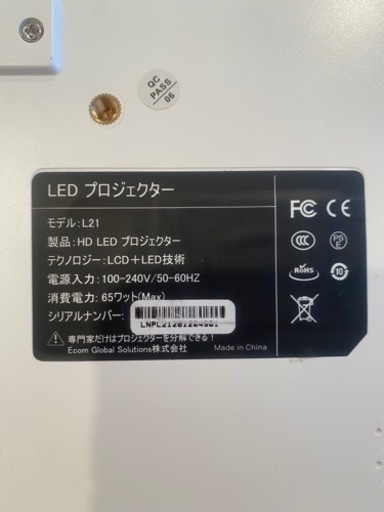 QC
PASS
06
LED プロジェクター
モデル: L21
製品: HD LED プロジェクター
テクノロジー: LCD+LED技術
電源入力: 100-240V/50-60HZ
消費電力: 65ワット(Max)
シリアルナンバー:
専門家だけはプロジェクターを分解できる!
Ecom Global Solutions株式会社
Made in China
FC CE
CCC PSE
RoHS 10